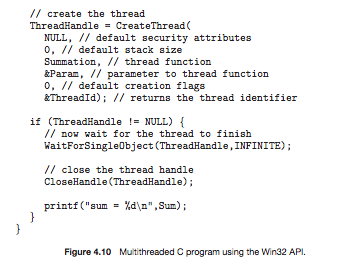 // create the thread
ThreadHandle = CreateThread(
NULL, // default security attributes
0, // default stack size
Summation, // thread function
&Param, // parameter to thread function
0, // default creation flags
&ThreadId); // returns the thread identifier
if (ThreadHandle != NULL) {
// now wait for the thread to finish
WaitForSingleObject(ThreadHandle,INFINITE);
// close the thread handle
CloseHandle(ThreadHandle);
printf("sum = %d\n",Sum);
}
}
Figure 4.10 Multithreaded C program using the Win32 API.